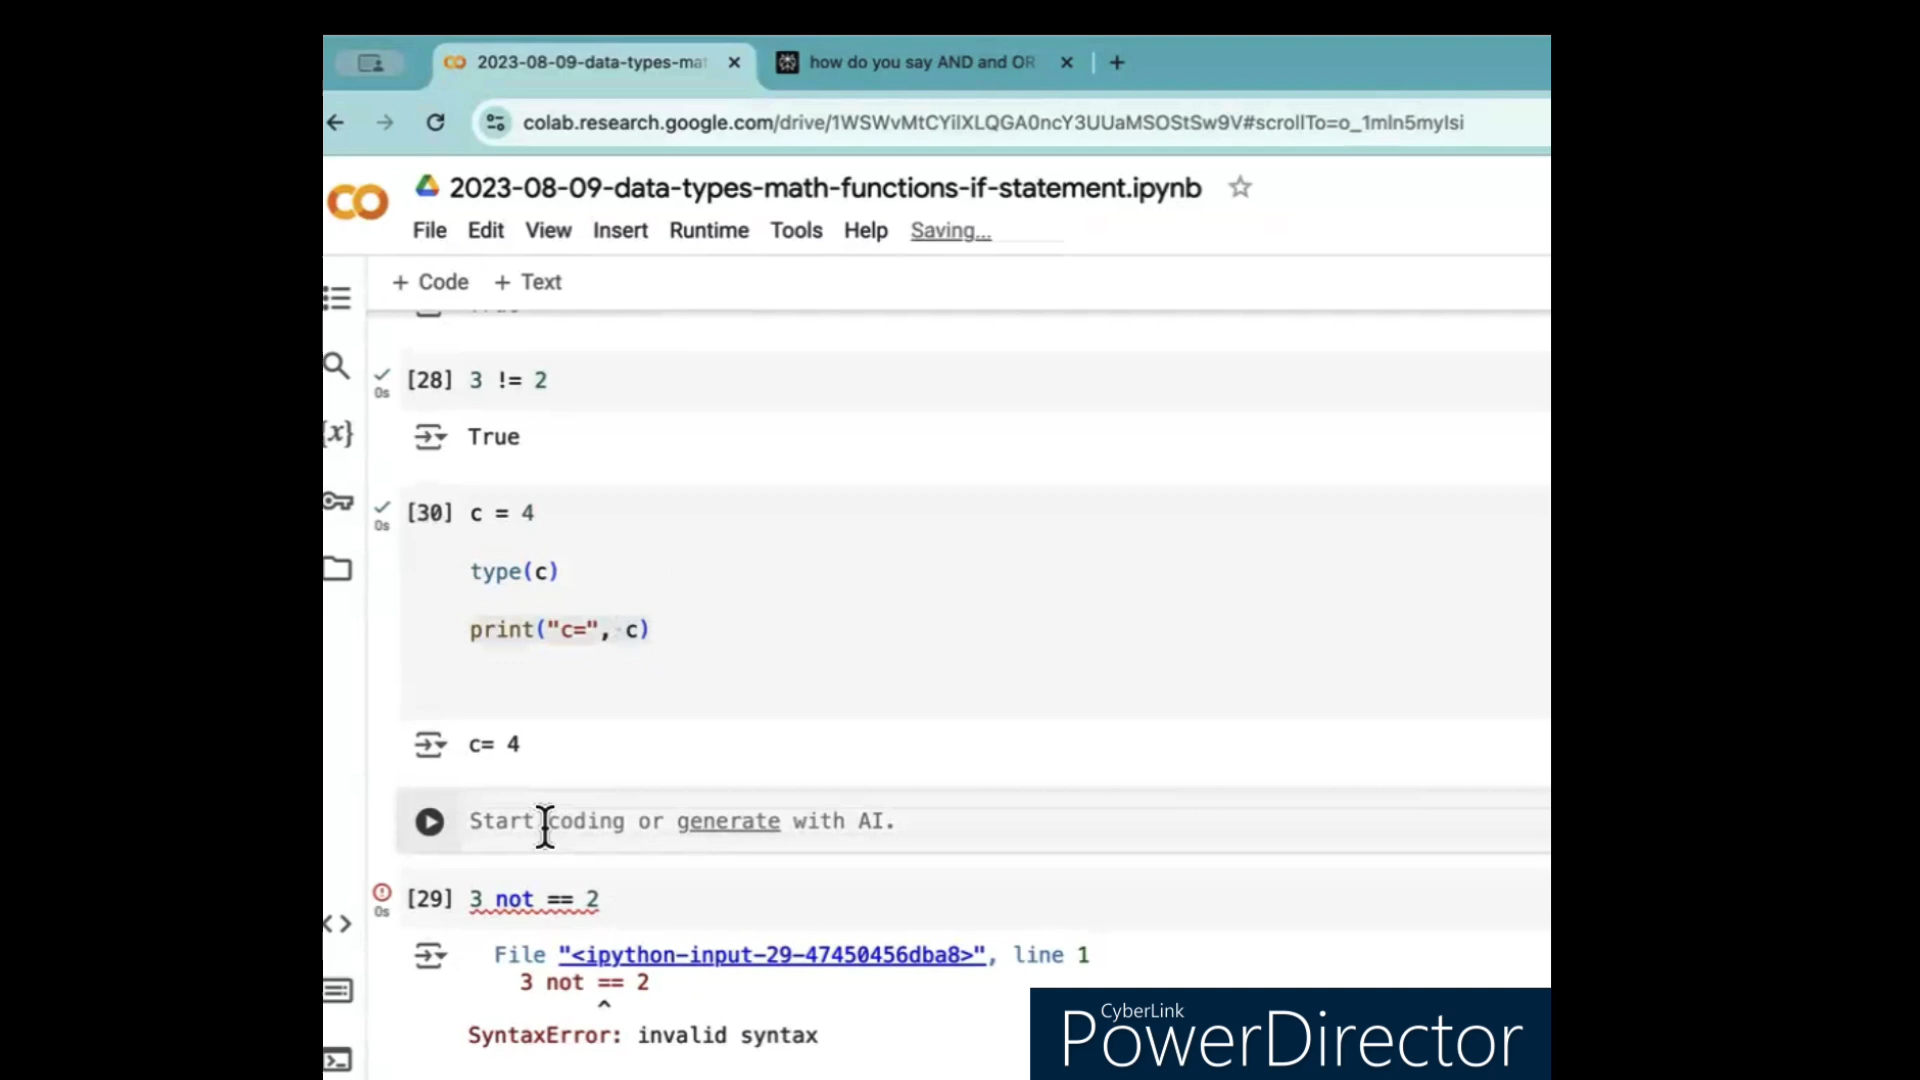 2023-08-09-data-types-mat
how do you say AND and OR
colab.research.google.com/drive/1WSWvMtCYilXLQGA0ncY3UUaMSOStSw9V#scrollTo=o_1mln5myIsi
CO
2023-08-09-data-types-math-functions-if-statement.ipynb
File Edit View Insert Runtime Tools Help Saving...
+ Code + Text
[28] 3 != 2
0s
True
[30] c = 4
0s
type(c)
print("c=", c)
c= 4
Start coding or generate with AI.
[29] 3 not == 2
0s
File "<ipython-input-29-47450456dba8>", line 1
3 not == 2
^
SyntaxError: invalid syntax
CyberLink
PowerDirector